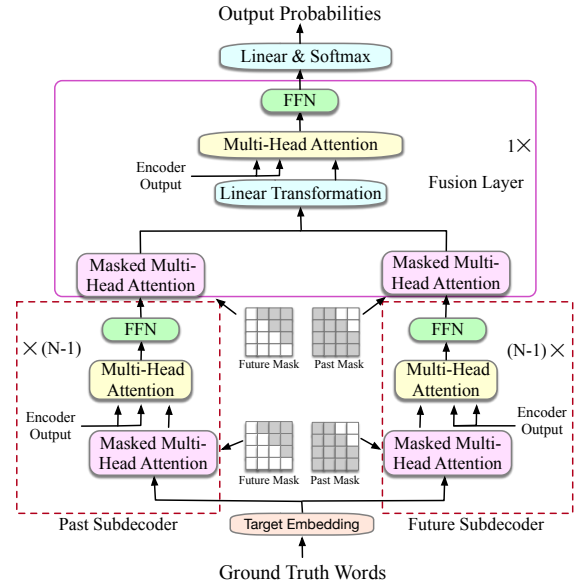 Output Probabilities
Linear & Softmax
FFN
Multi-Head Attention
1×
Encoder
Output
Fusion Layer
Linear Transformation
Masked Multi-
Head Attention
Masked Multi-
Head Attention
FFN
FFN
× (N-1)
(N-1) ×
Future Mask
Past Mask
Multi-Head
Attention
Multi-Head
Attention
Encoder
Output
Encoder
Output
Masked Multi-
Head Attention
Masked Multi-
Head Attention
Future Mask
Past Mask
Past Subdecoder
Target Embedding
Future Subdecoder
Ground Truth Words